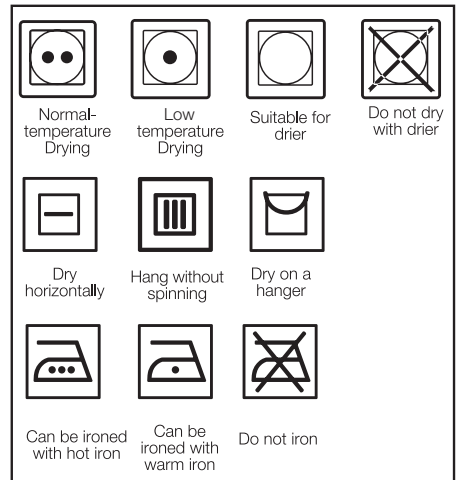 Normal-
temperature
Drying
Low
temperature
Drying
Suitable for
drier
Do not dry
with drier
Dry
horizontally
Hang without
spinning
Dry on a
hanger
Can be ironed
with hot iron
Can be
ironed with
warm iron
Do not iron